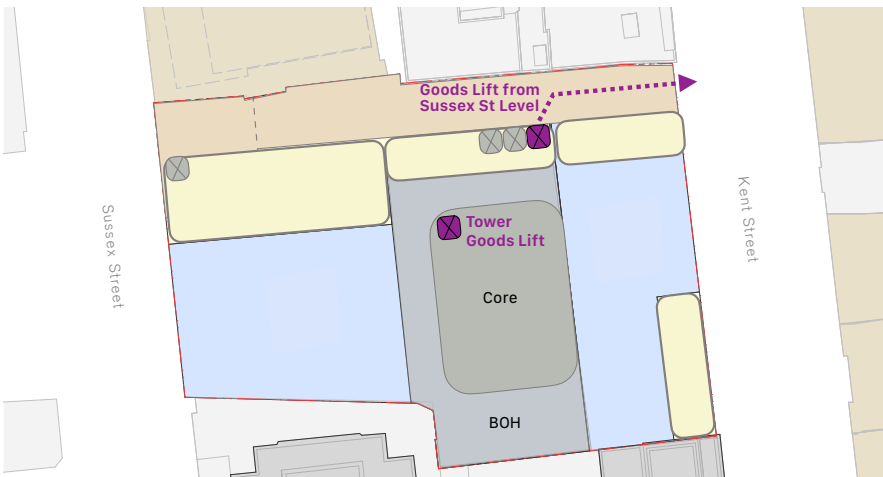 Goods Lift from
Sussex St Level
Tower
Goods Lift
Core
BOH
Sussex Street
Kent Street